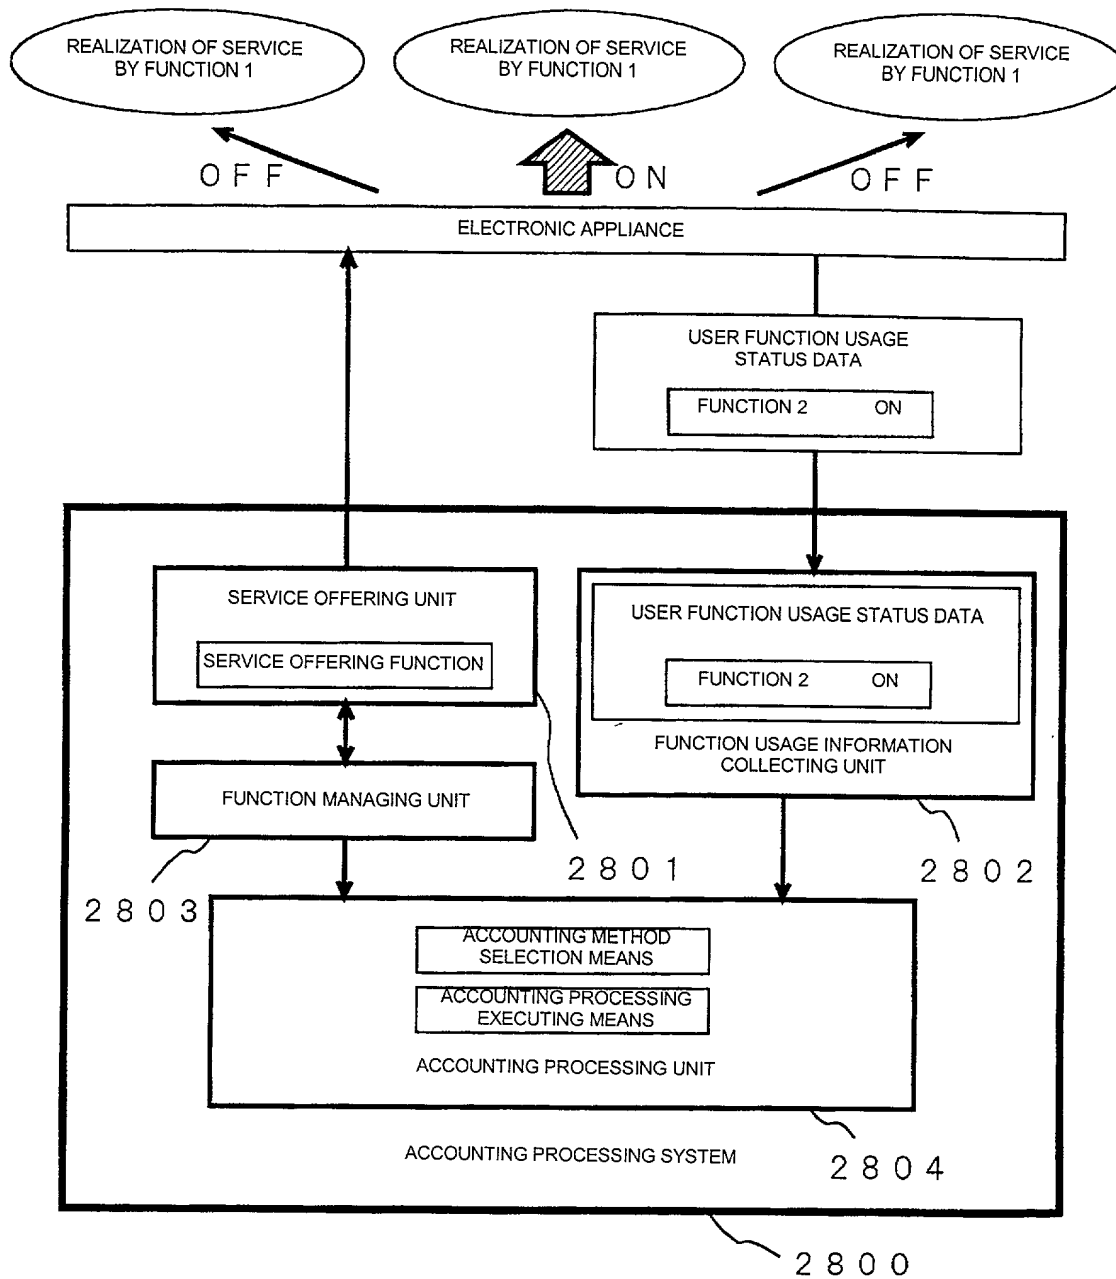 REALIZATION OF SERVICE
BY FUNCTION 1
REALIZATION OF SERVICE
BY FUNCTION 1
REALIZATION OF SERVICE
BY FUNCTION 1
OFF
ON
OFF
ELECTRONIC APPLIANCE
USER FUNCTION USAGE
STATUS DATA
FUNCTION 2 ON
SERVICE OFFERING UNIT
SERVICE OFFERING FUNCTION
USER FUNCTION USAGE STATUS DATA
FUNCTION 2 ON
FUNCTION USAGE INFORMATION
COLLECTING UNIT
FUNCTION MANAGING UNIT
2801
2802
2803
ACCOUNTING METHOD
SELECTION MEANS
ACCOUNTING PROCESSING
EXECUTING MEANS
ACCOUNTING PROCESSING UNIT
ACCOUNTING PROCESSING SYSTEM
2804
2800